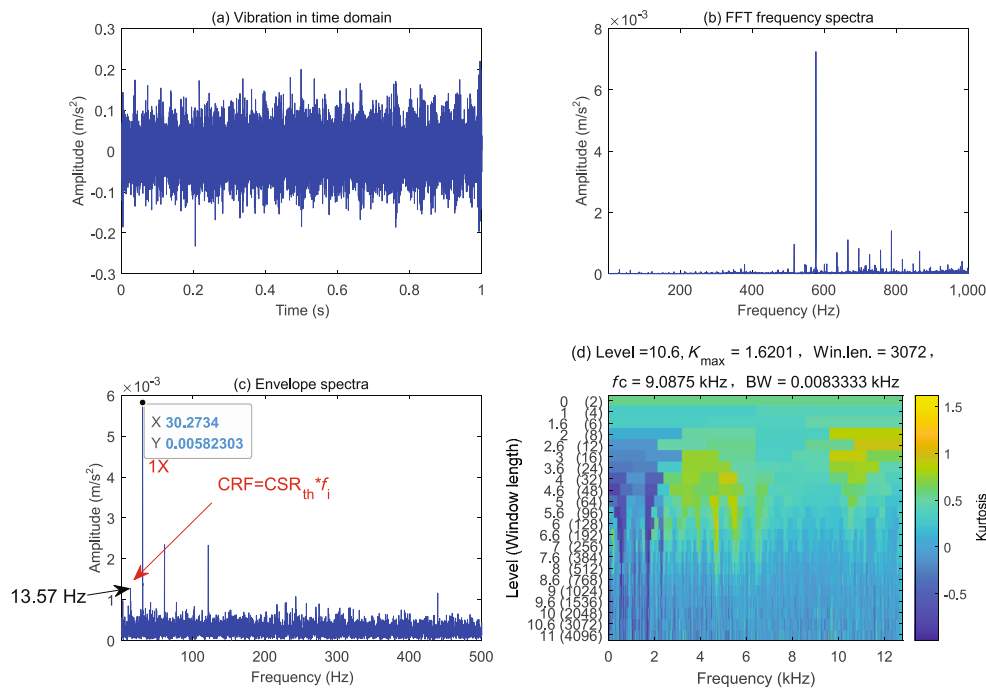 (a) Vibration in time domain
0.3
0.2
0.1
0
-0.1
-0.2
-0.3
Amplitude (m/s²)
0 0.2 0.4 0.6 0.8 1
Time (s)
(b) FFT frequency spectra
×10⁻³
8
6
4
2
0
Amplitude (m/s²)
200 400 600 800 1,000
Frequency (Hz)
(c) Envelope spectra
×10⁻³
6
5
4
3
2
1
0
Amplitude (m/s²)
X 30.2734
Y 0.00582303
1X
CRF=CSR_th*f_i
13.57 Hz
100 200 300 400 500
Frequency (Hz)
(d) Level =10.6, K_max = 1.6201 , Win.len. = 3072 ,
fc = 9.0875 kHz , BW = 0.0083333 kHz
0 (2)
1 (4)
1.6 (6)
2 (8)
2.6 (12)
3 (16)
3.6 (24)
4 (32)
4.6 (48)
5 (64)
5.6 (96)
6 (128)
6.6 (192)
7 (256)
7.6 (384)
8 (512)
8.6 (768)
9 (1024)
9.6 (1536)
10 (2048)
10.6 (3072)
11 (4096)
Level (Window length)
0 2 4 6 8 10 12
Frequency (kHz)
1.5
1
0.5
0
-0,5
Kurtosis